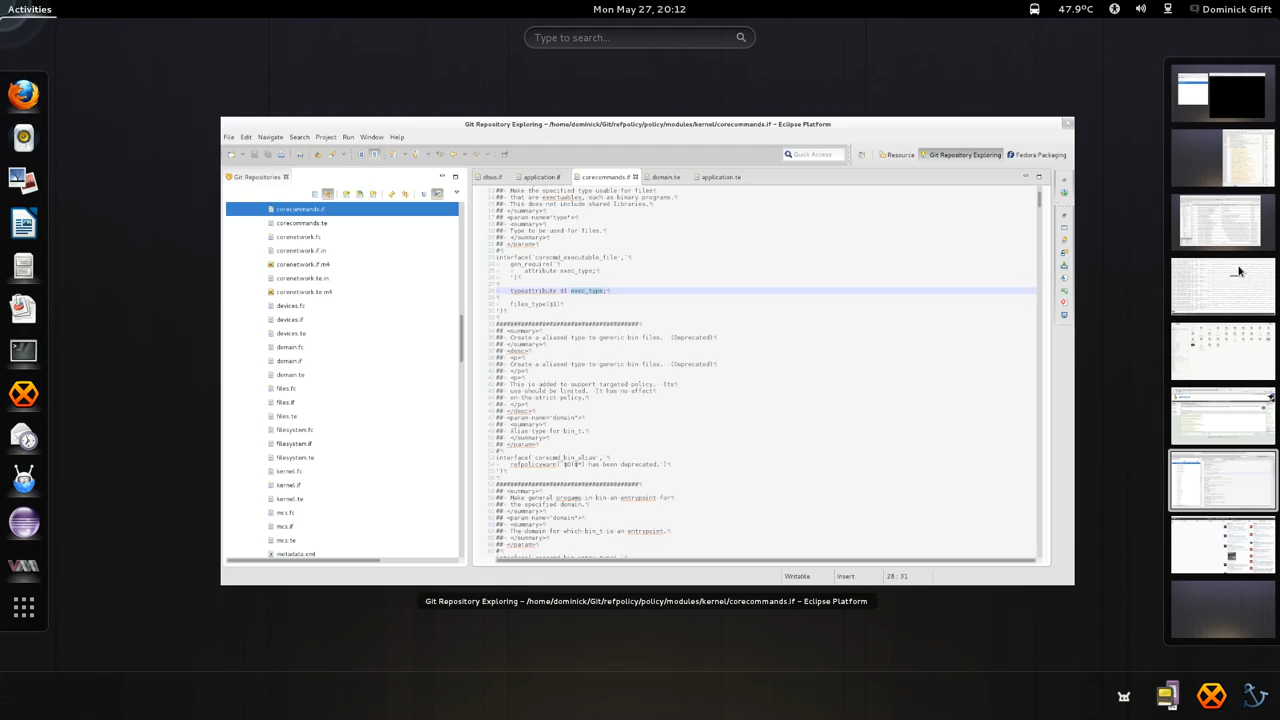 Activities
Mon May 27, 20:12
47.9°C
Dominick Grift
Type to search...
Git Repository Exploring – /home/dominick/Git/refpolicy/policy/modules/kernel/corecommands.if – Eclipse Platform
File Edit Navigate Search Project Run Window Help
Quick Access
Resource
Git Repository Exploring
Fedora Packaging
Git Repositories
corecommands.if
corecommands.te
corenetwork.fc
corenetwork.if.in
corenetwork.if.m4
corenetwork.te.in
corenetwork.te.m4
devices.fc
devices.if
devices.te
domain.fc
domain.if
domain.te
files.fc
files.if
files.te
filesystem.fc
filesystem.if
filesystem.te
kernel.fc
kernel.if
kernel.te
mcs.fc
mcs.if
mcs.te
metadata.xml
dbus.if
application.if
corecommands.if
domain.te
application.te
## Make the specified type usable for files
## that are exectuables, such as binary programs.
## This does not include shared libraries.
## </summary>
## <param name="type">
## <summary>
## Type to be used for files.
## </summary>
## </param>
#
interface(`corecmd_executable_file',`
gen_require(`
attribute exec_type;
')
typeattribute $1 exec_type;
files_type($1)
')
########################################
## <summary>
## Create a aliased type to generic bin files. (Deprecated)
## </summary>
## <desc>
## <p>
## Create a aliased type to generic bin files. (Deprecated)
## </p>
## <p>
## This is added to support targeted policy. Its
## use should be limited. It has no effect
## on the strict policy.
## </p>
## </desc>
## <param name="domain">
## <summary>
## Alias type for bin_t.
## </summary>
## </param>
#
interface(`corecmd_bin_alias',`
refpolicywarn(`$0($*) has been deprecated.')
')
########################################
## <summary>
## Make general progams in bin an entrypoint for
## the specified domain.
## </summary>
## <param name="domain">
## <summary>
## The domain for which bin_t is an entrypoint.
## </summary>
## </param>
#
Writable
Insert
28 : 31
Git Repository Exploring – /home/dominick/Git/refpolicy/policy/modules/kernel/corecommands.if – Eclipse Platform